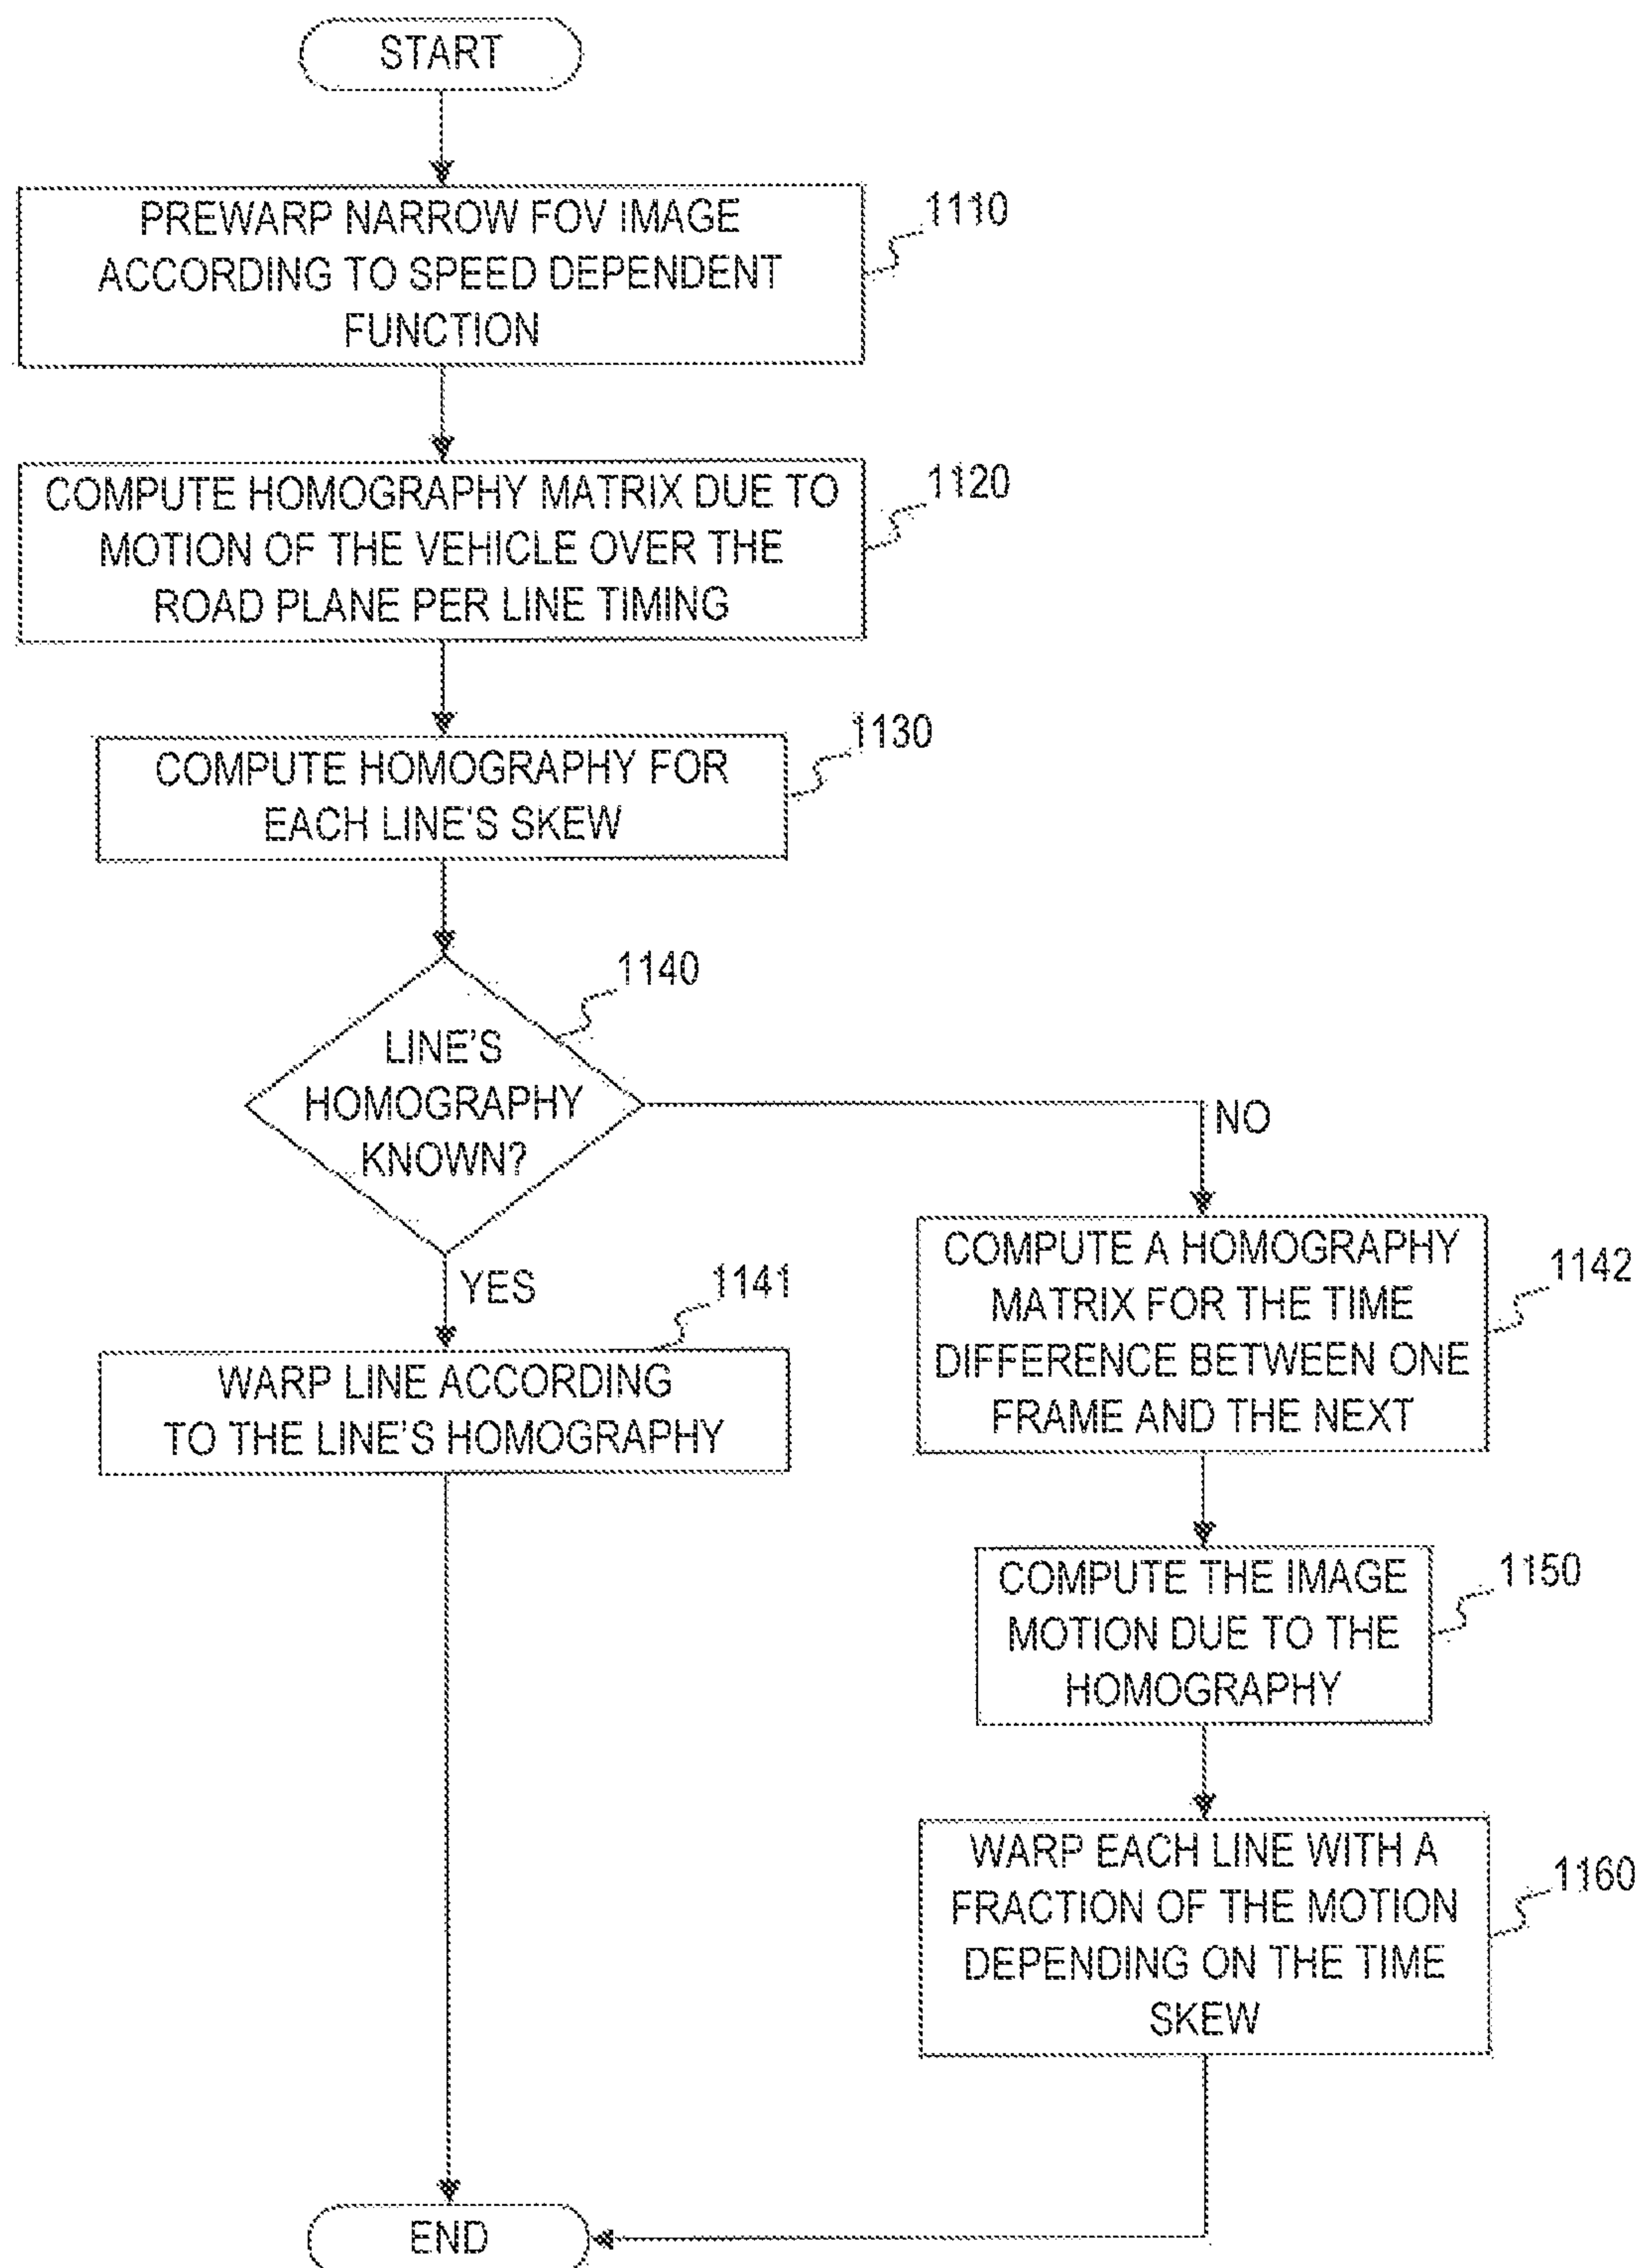 START
PREWARP NARROW FOV IMAGE
ACCORDING TO SPEED DEPENDENT
FUNCTION
1110
COMPUTE HOMOGRAPHY MATRIX DUE TO
MOTION OF THE VEHICLE OVER THE
ROAD PLANE PER LINE TIMING
1120
COMPUTE HOMOGRAPHY FOR
EACH LINE'S SKEW
1130
LINE'S
HOMOGRAPHY
KNOWN?
1140
YES
NO
WARP LINE ACCORDING
TO THE LINE'S HOMOGRAPHY
1141
COMPUTE A HOMOGRAPHY
MATRIX FOR THE TIME
DIFFERENCE BETWEEN ONE
FRAME AND THE NEXT
1142
COMPUTE THE IMAGE
MOTION DUE TO THE
HOMOGRAPHY
1150
WARP EACH LINE WITH A
FRACTION OF THE MOTION
DEPENDING ON THE TIME
SKEW
1160
END